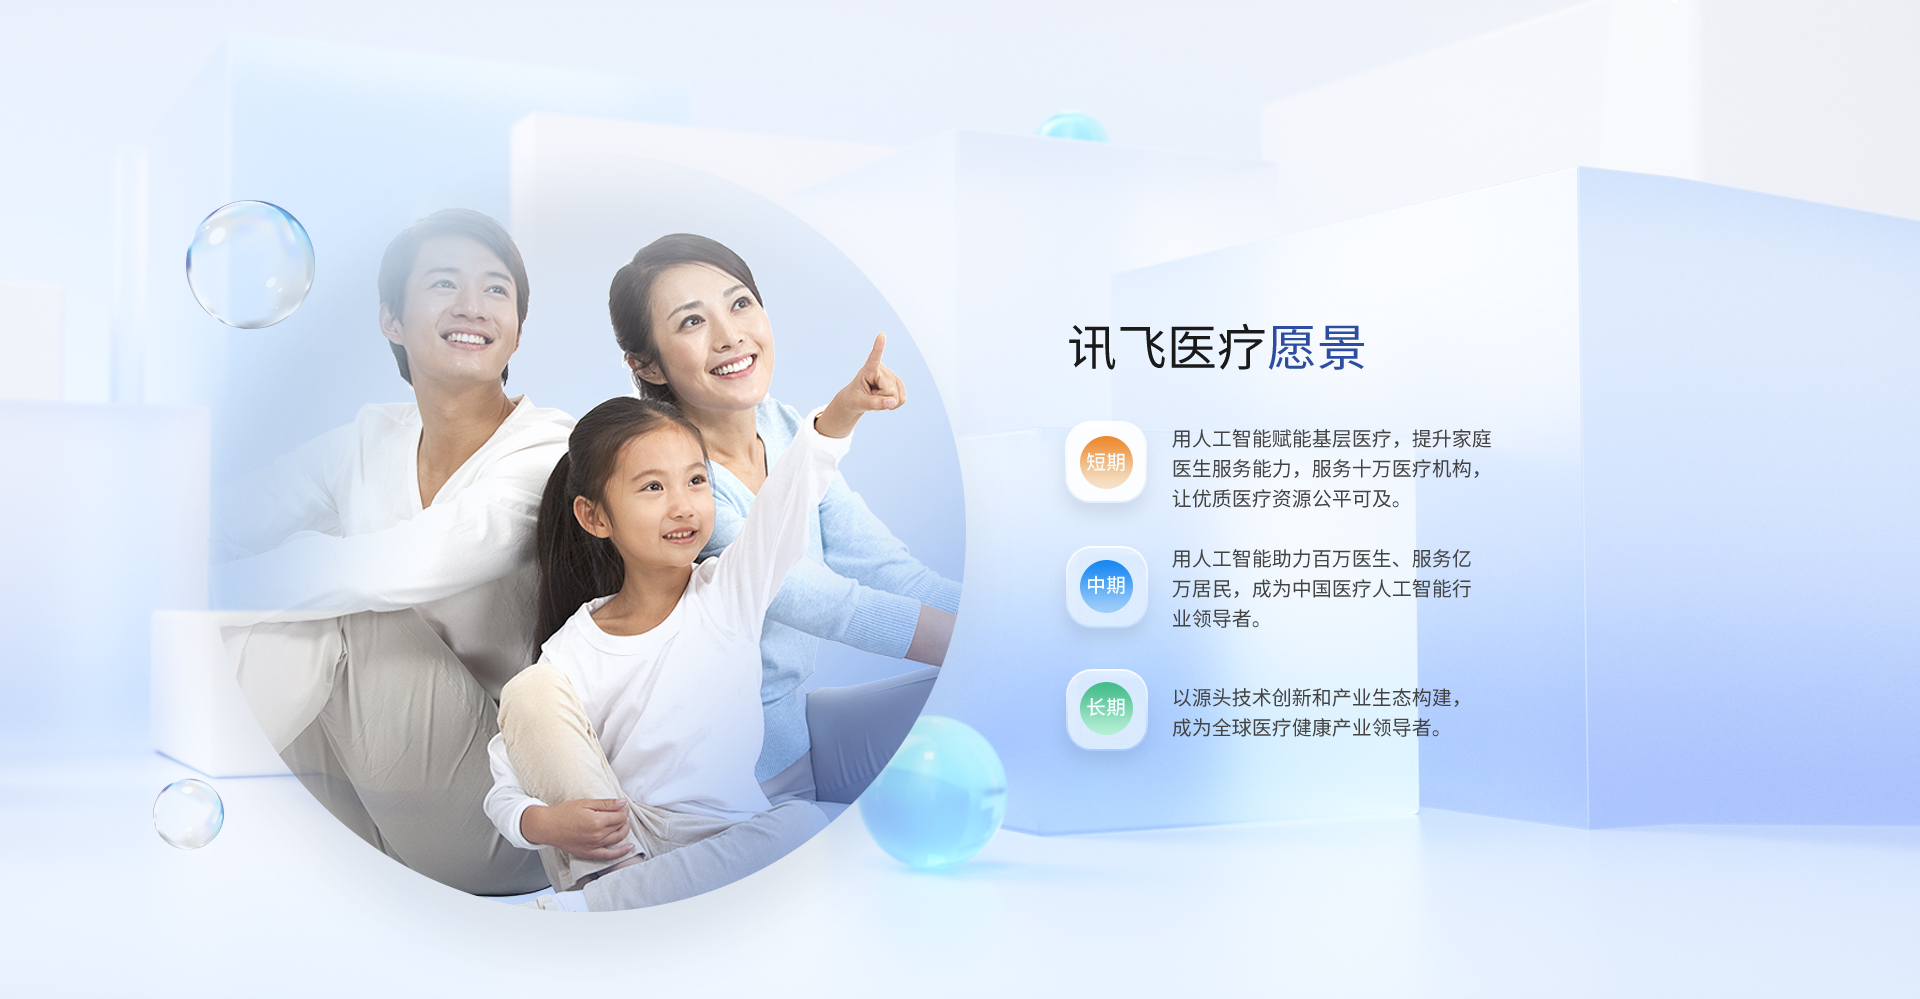 讯飞医疗愿景
短期
用人工智能赋能基层医疗，提升家庭
医生服务能力，服务十万医疗机构，
让优质医疗资源公平可及。
中期
用人工智能助力百万医生、服务亿
万居民，成为中国医疗人工智能行
业领导者。
长期
以源头技术创新和产业生态构建，
成为全球医疗健康产业领导者。